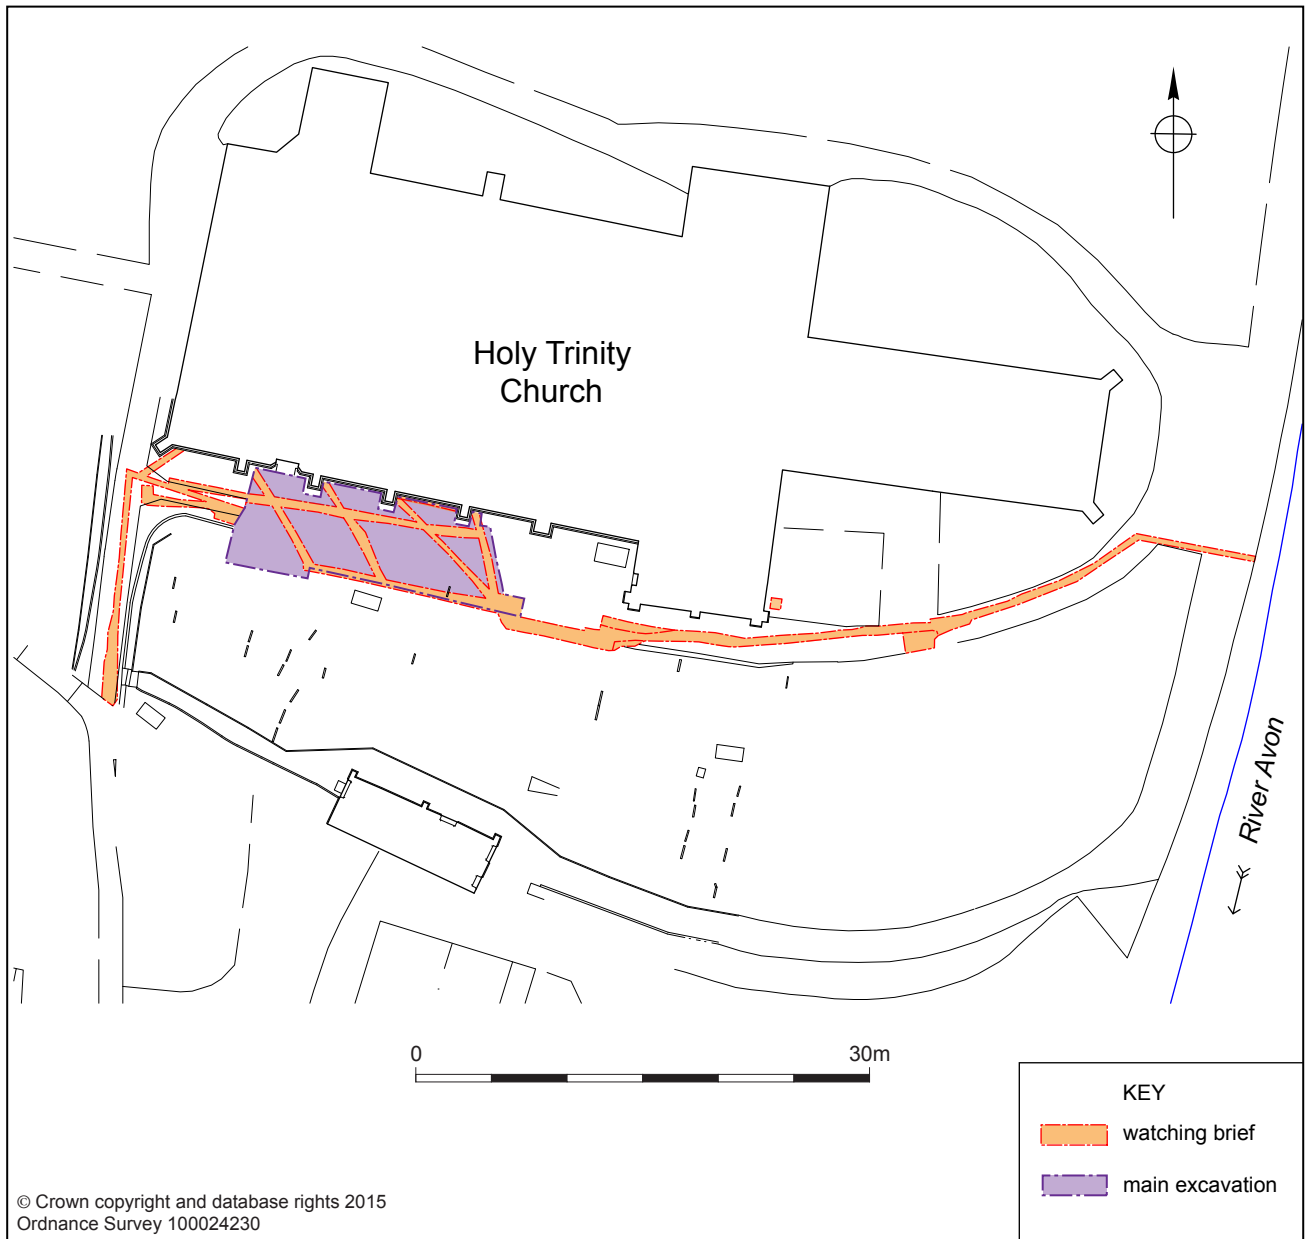 Holy Trinity
Church
River Avon
0 30m
KEY
watching brief
main excavation
© Crown copyright and database rights 2015
Ordnance Survey 100024230